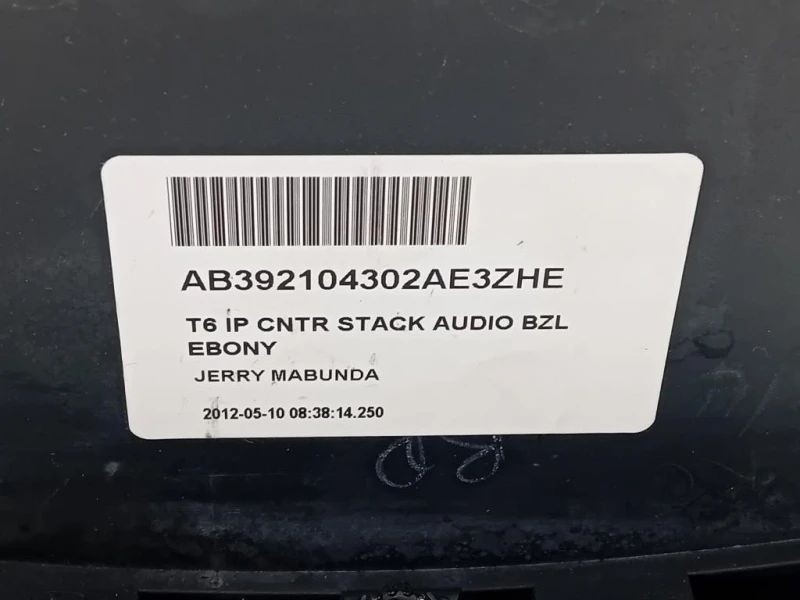 AB392104302AE3ZHE
T6 IP CNTR STACK AUDIO BZL
EBONY
JERRY MABUNDA
2012-05-10 08:38:14.250